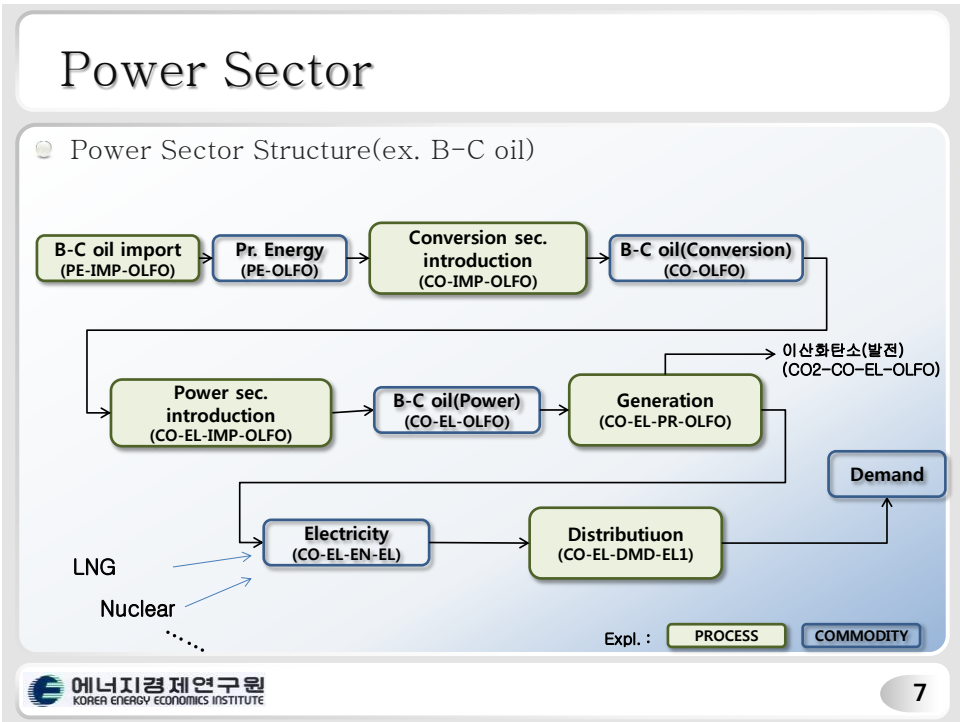 Power Sector
Power Sector Structure(ex. B-C oil)
B-C oil import
(PE-IMP-OLFO)
Pr. Energy
(PE-OLFO)
Conversion sec.
introduction
(CO-IMP-OLFO)
B-C oil(Conversion)
(CO-OLFO)
이산화탄소(발전)
(CO2-CO-EL-OLFO)
Power sec.
introduction
(CO-EL-IMP-OLFO)
B-C oil(Power)
(CO-EL-OLFO)
Generation
(CO-EL-PR-OLFO)
Demand
Electricity
(CO-EL-EN-EL)
Distributiuon
(CO-EL-DMD-EL1)
LNG
Nuclear
.....
Expl. :
PROCESS
COMMODITY
에너지경제연구원
KOREA ENERGY ECONOMICS INSTITUTE
7